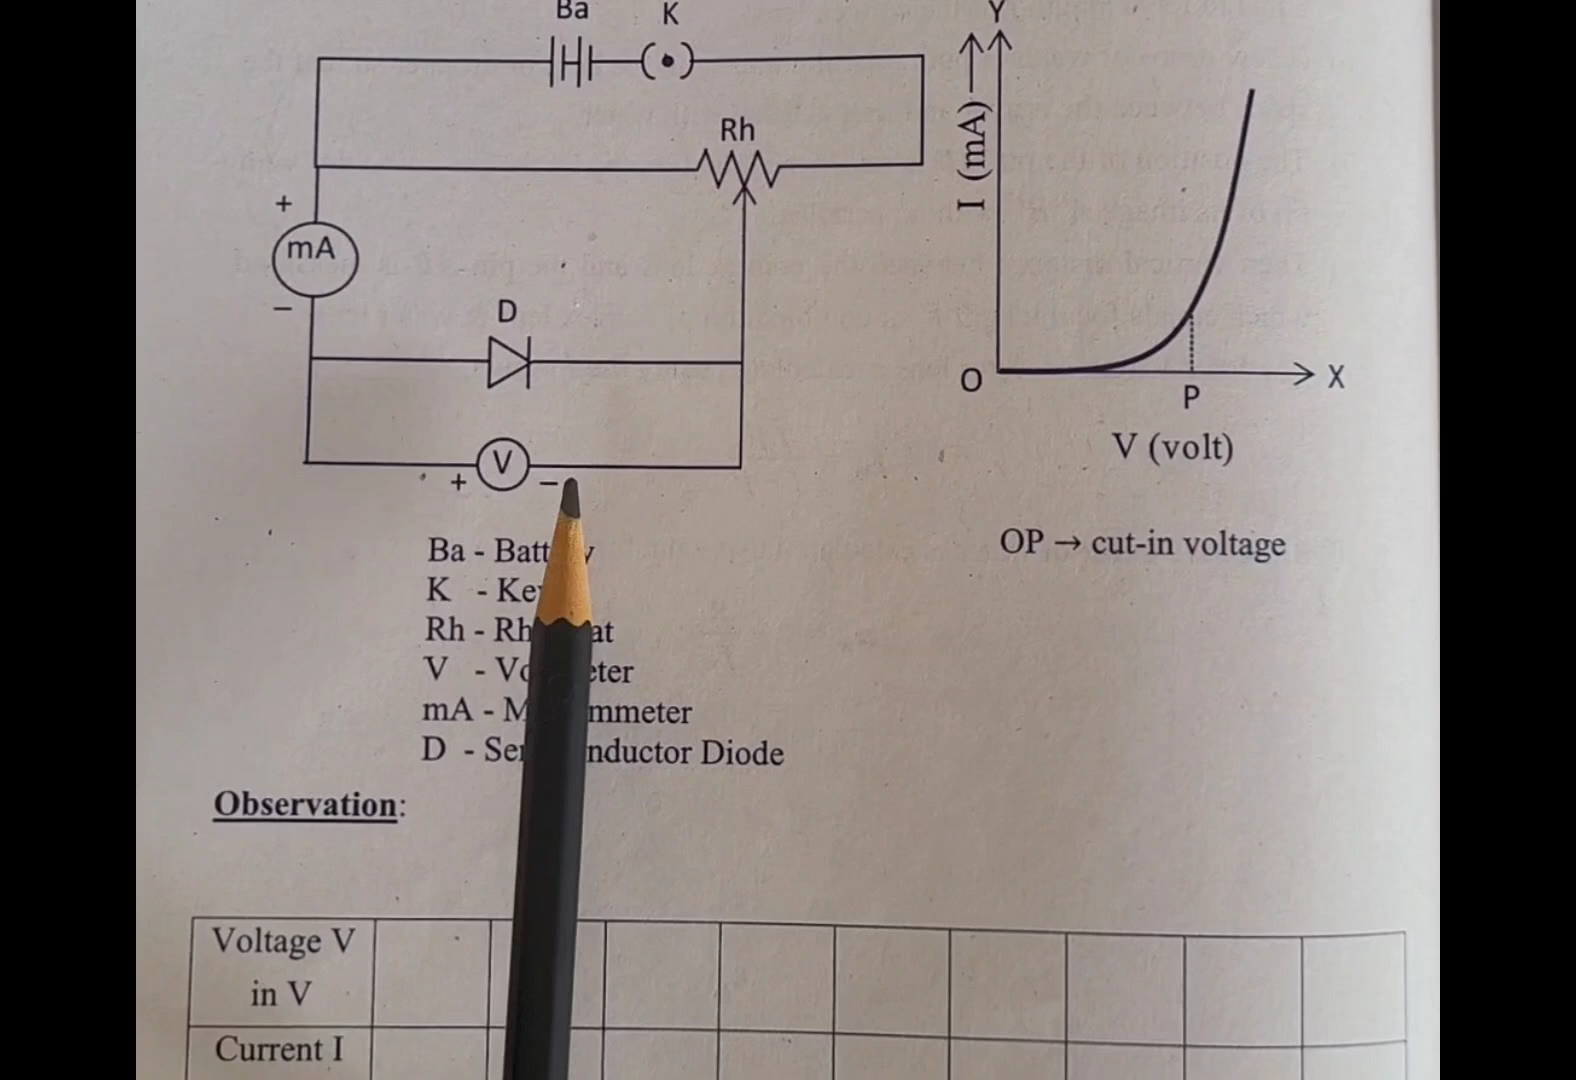 Ba
K
Y
Rh
I (mA)
+
mA
−
D
O
X
P
V
+
−
V (volt)
Ba - Batt y
K - Ke
OP → cut-in voltage
Rh - Rh at
V - Vo eter
mA - M mmeter
D - Se nductor Diode
Observation:
Voltage V
in V
Current I